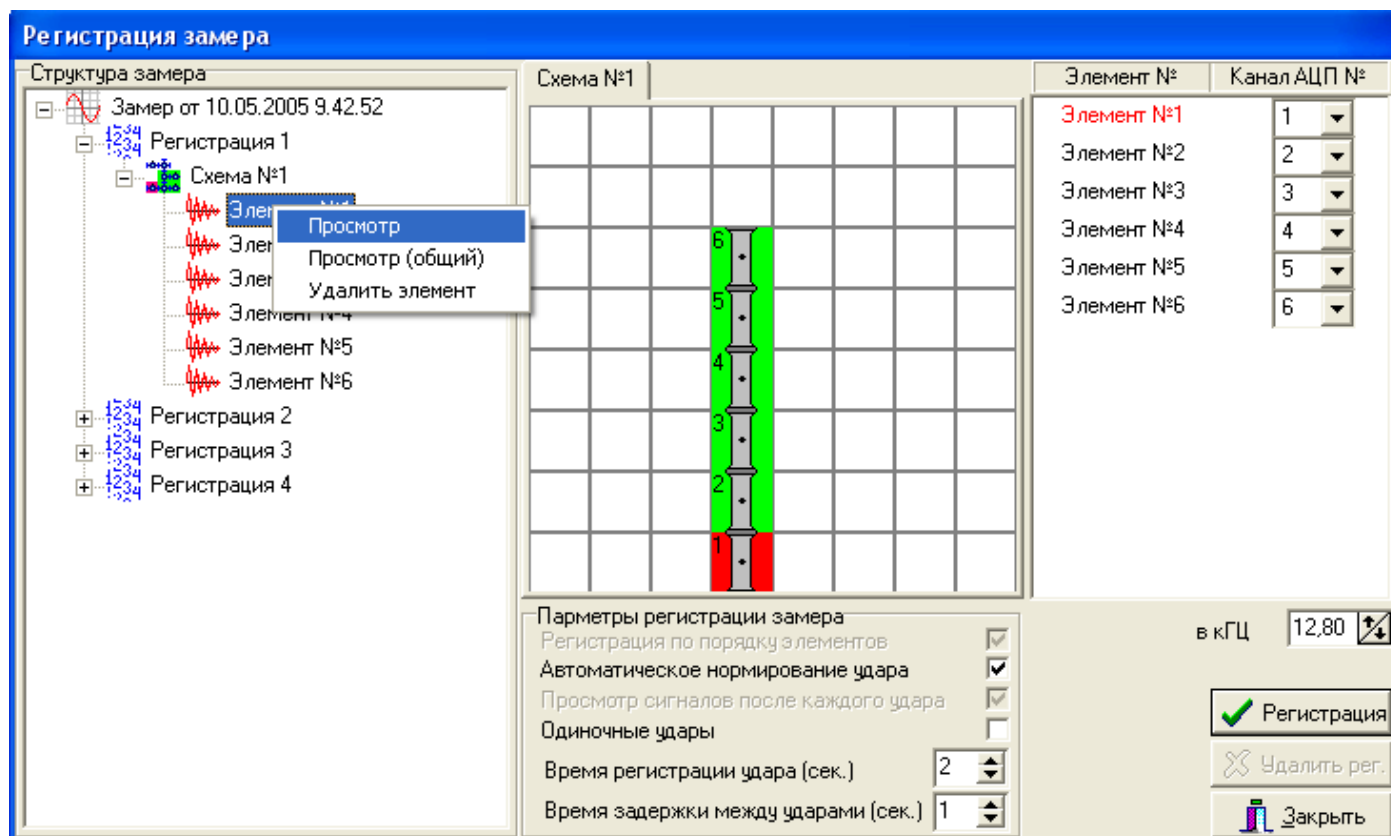 Регистрация замера
Структура замера
Замер от 10.05.2005 9.42.52
Регистрация 1
Схема №1
Просмотр
Просмотр (общий)
Удалить элемент
Элемент №5
Элемент №6
Регистрация 2
Регистрация 3
Регистрация 4
Схема №1
6
5
4
3
2
1
Элемент № Канал АЦП №
Элемент №1 1
Элемент №2 2
Элемент №3 3
Элемент №4 4
Элемент №5 5
Элемент №6 6
Парметры регистрации замера
Регистрация по порядку элементов
Автоматическое нормирование удара
Просмотр сигналов после каждого удара
Одиночные удары
Время регистрации удара (сек.) 2
Время задержки между ударами (сек.) 1
в кГЦ 12,80
Регистрация
Удалить рег.
Закрыть